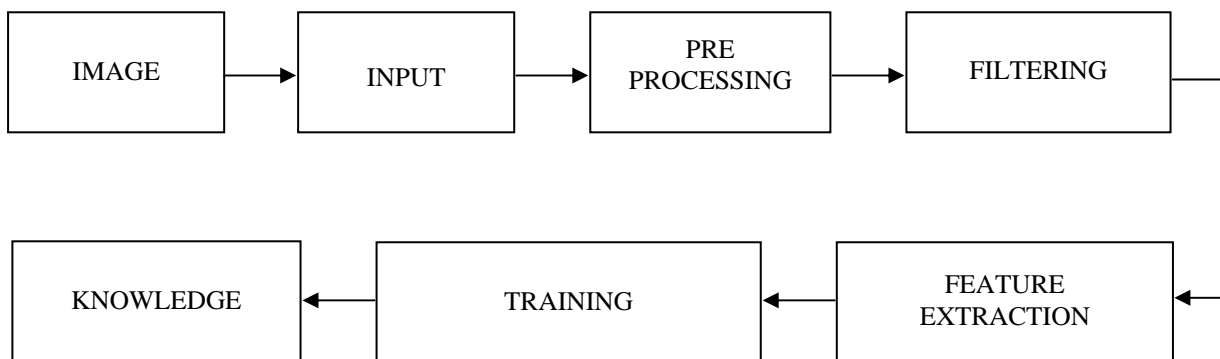 IMAGE
INPUT
PRE
PROCESSING
FILTERING
FEATURE
EXTRACTION
TRAINING
KNOWLEDGE